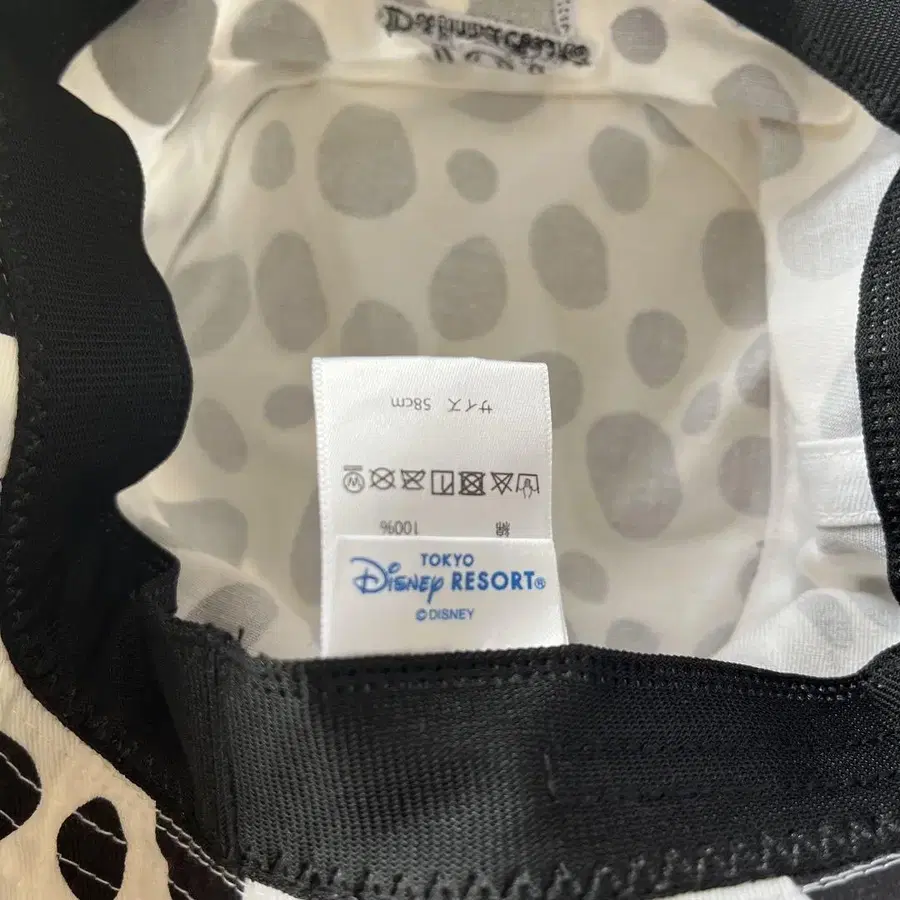 サイズ 58cm
綿 100%
TOKYO
Disney RESORT®
©DISNEY